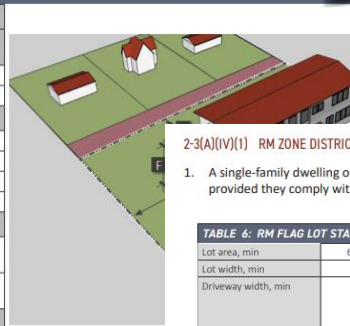 F
2-3(A)(IV)(1) RM ZONE DISTRIC
1. A single-family dwelling o
provided they comply wit
TABLE 6: RM FLAG LOT STA
Lot area, min
Lot width, min
Driveway width, min